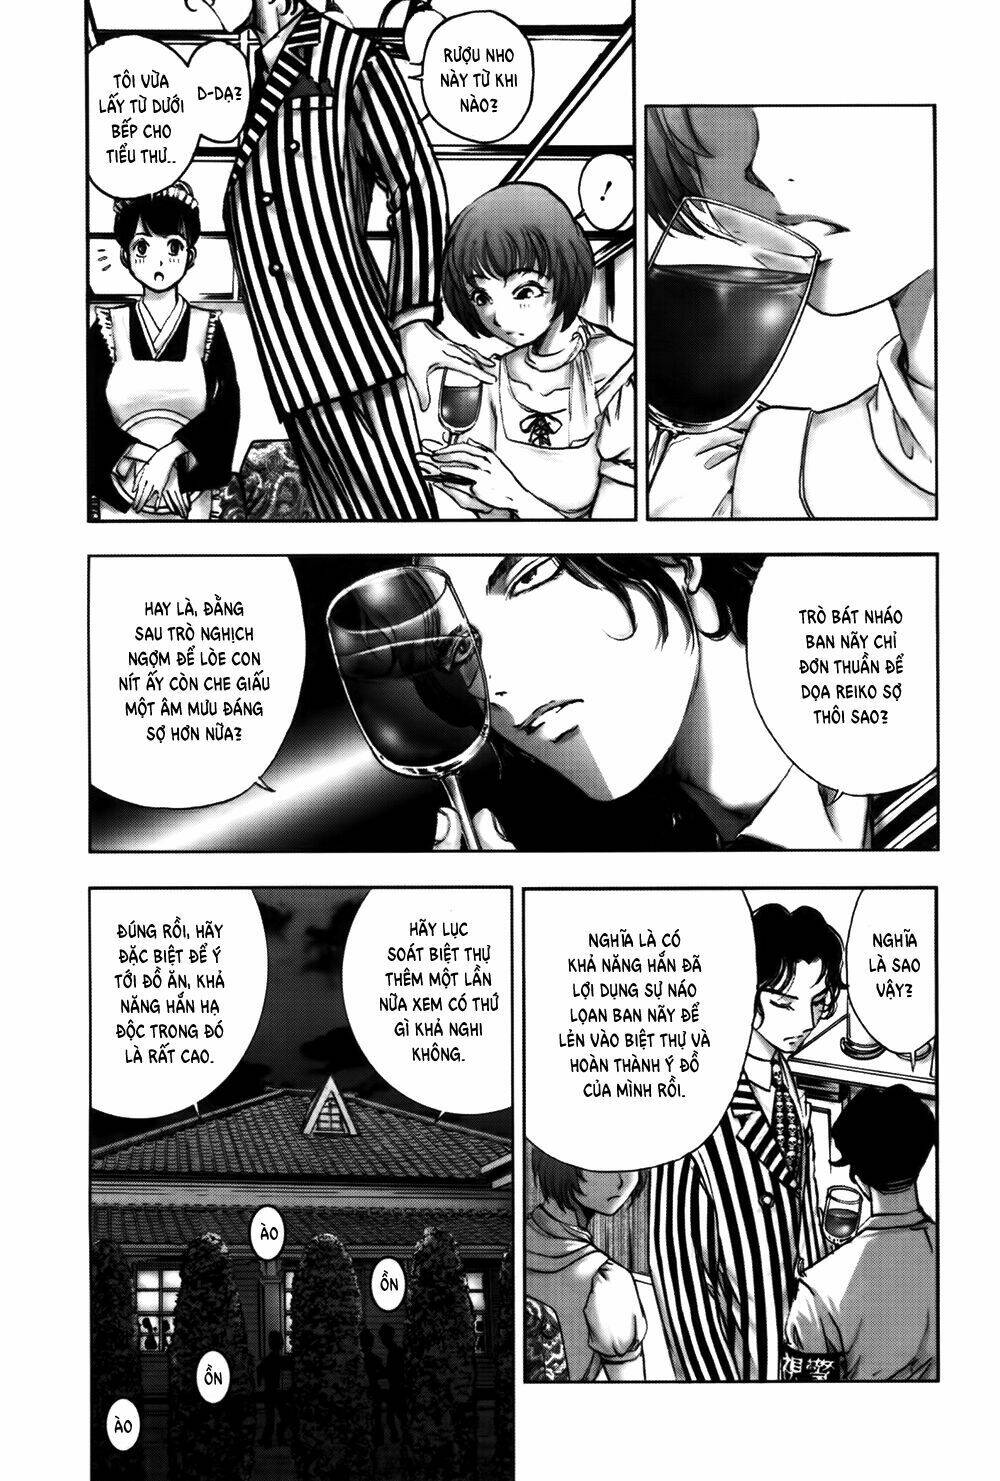 RƯỢU NHO
NÀY TỪ KHI
NÀO?
D-DẠ?
TÔI VỪA
LẤY TỪ DƯỚI
BẾP CHO
TIỂU THƯ..
!
TRÒ BÁT NHÁO
BAN NÃY CHỈ
ĐƠN THUẦN ĐỂ
DỌA REIKO SỢ
THÔI SAO?
HAY LÀ, ĐẰNG
SAU TRÒ NGHỊCH
NGỢM ĐỂ LÒE CON
NÍT ẤY CÒN CHE GIẤU
MỘT ÂM MƯU ĐÁNG
SỢ HƠN NỮA?
NGHĨA
LÀ SAO
VẬY?
NGHĨA LÀ CÓ
KHẢ NĂNG HẮN ĐÃ
LỢI DỤNG SỰ NÁO
LỌAN BAN NÃY ĐỂ
LẺN VÀO BIỆT THỰ VÀ
HOÀN THÀNH Ý ĐỒ
CỦA MÌNH RỒI.
HÃY LỤC
SOÁT BIỆT THỰ
THÊM MỘT LẦN
NỮA XEM CÓ THỨ
GÌ KHẢ NGHI
KHÔNG.
ĐÚNG RỒI, HÃY
ĐẶC BIỆT ĐỂ Ý
TỚI ĐỒ ĂN, KHẢ
NĂNG HẮN HẠ
ĐỘC TRONG ĐÓ
LÀ RẤT CAO.
ÀO
ỒN
ỒN
ÀO